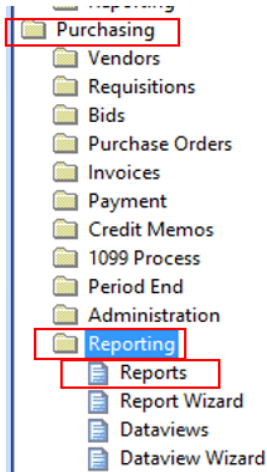 Reporting
Purchasing
Vendors
Requisitions
Bids
Purchase Orders
Invoices
Payment
Credit Memos
1099 Process
Period End
Administration
Reporting
Reports
Report Wizard
Dataviews
Dataview Wizard